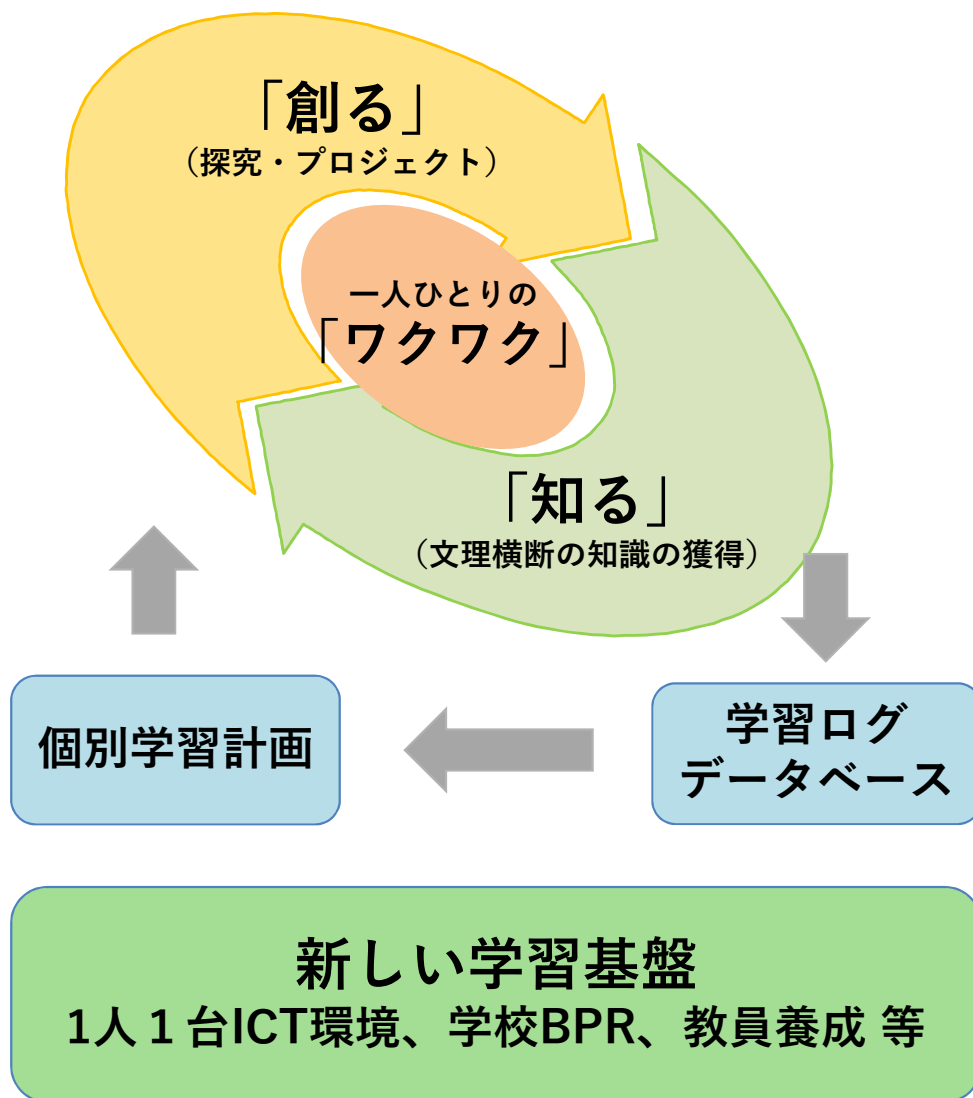 「創る」
（探究・プロジェクト）
一人ひとりの
「ワクワク」
「知る」
（文理横断の知識の獲得）
個別学習計画
学習ログ
データベース
新しい学習基盤
1人１台ICT環境、学校BPR、教員養成 等